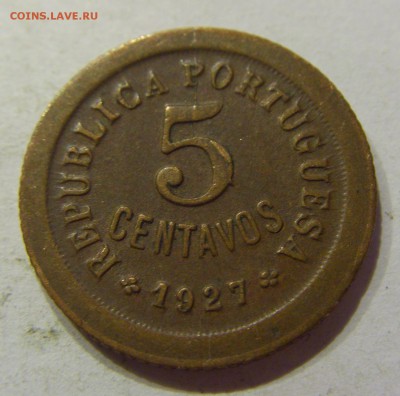 COINS.LAVE.RU
REPUBLICA PORTUGUESA
5
CENTAVOS
1927